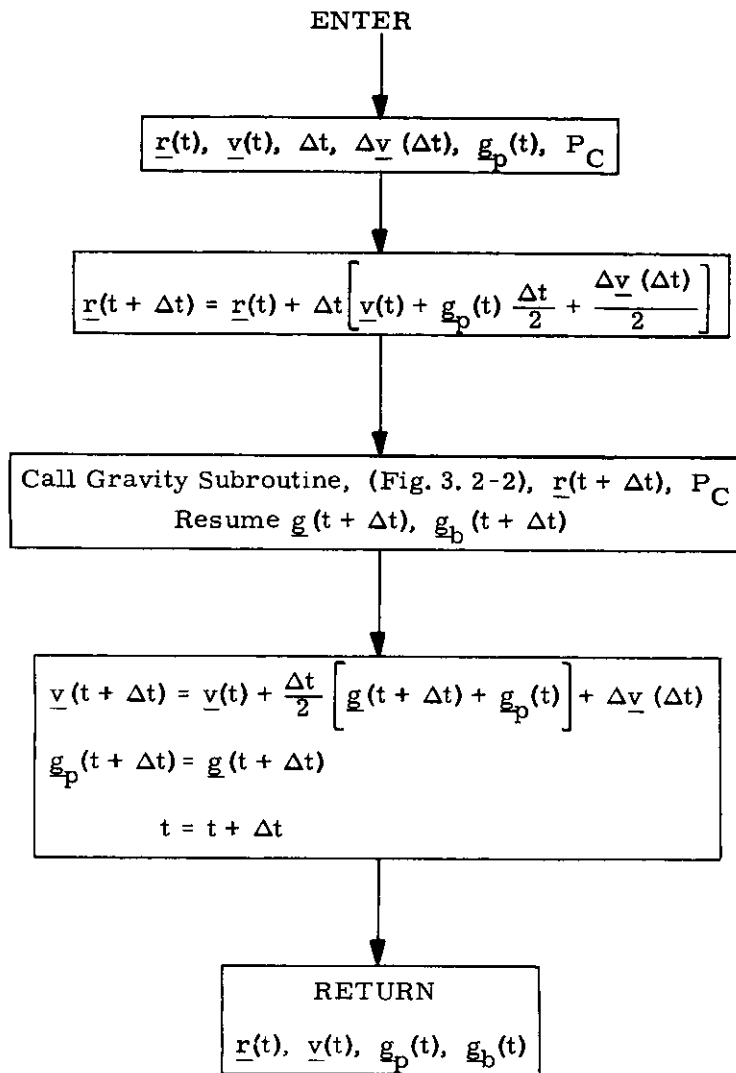 ENTER
r(t), v(t), Δt, Δv (Δt), g_p(t), P_C
r(t + Δt) = r(t) + Δt[v(t) + g_p(t) Δt/2 + Δv (Δt)/2]
Call Gravity Subroutine, (Fig. 3. 2-2), r(t + Δt), P_C
Resume g (t + Δt), g_b (t + Δt)
v (t + Δt) = v(t) + Δt/2 [g (t + Δt) + g_p(t)] + Δv (Δt)
g_p(t + Δt) = g (t + Δt)
t = t + Δt
RETURN
r(t), v(t), g_p(t), g_b(t)